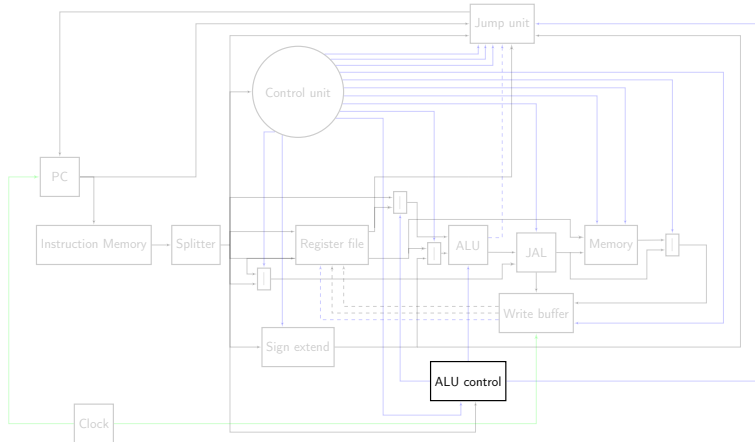 Jump unit
Control unit
PC
Instruction Memory
Splitter
Register file
ALU
JAL
Memory
Write buffer
Sign extend
ALU control
Clock